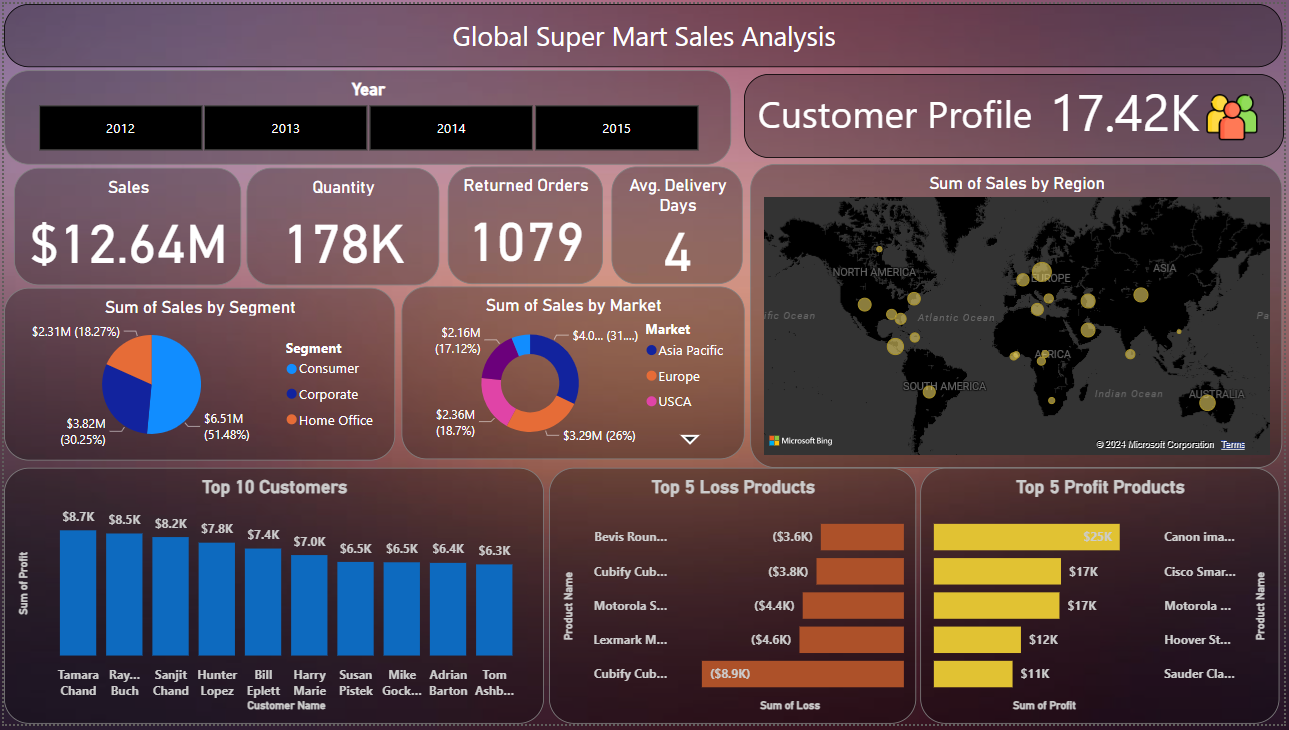 Global Super Mart Sales Analysis
Year
2012
2013
2014
2015
Customer Profile 17.42K
Sales
$12.64M
Quantity
178K
Returned Orders
1079
Avg. Delivery
Days
4
Sum of Sales by Segment
$2.31M (18.27%)
$3.82M
(30.25%)
$6.51M
(51.48%)
Segment
Consumer
Corporate
Home Office
Sum of Sales by Market
$2.16M
(17.12%)
$4.0... (31....)
$2.36M
(18.7%)
$3.29M (26%)
Market
Asia Pacific
Europe
USCA
Sum of Sales by Region
NORTH AMERICA
EUROPE
ASIA
ific Ocean
Atlantic Ocean
Pa
AFRICA
SOUTH AMERICA
Indian Ocean
AUSTRALIA
Microsoft Bing
© 2024 Microsoft Corporation Terms
Top 10 Customers
Sum of Profit
$8.7K
$8.5K
$8.2K
$7.8K
$7.4K
$7.0K
$6.5K
$6.5K
$6.4K
$6.3K
Tamara
Chand
Ray...
Buch
Sanjit
Chand
Hunter
Lopez
Bill
Eplett
Harry
Marie
Susan
Pistek
Mike
Gock...
Adrian
Barton
Tom
Ashb...
Customer Name
Top 5 Loss Products
Product Name
Bevis Roun... ($3.6K)
Cubify Cub... ($3.8K)
Motorola S... ($4.4K)
Lexmark M... ($4.6K)
Cubify Cub... ($8.9K)
Sum of Loss
Top 5 Profit Products
$25K Canon ima...
$17K Cisco Smar...
$17K Motorola ...
$12K Hoover St...
$11K Sauder Cla...
Product Name
Sum of Profit